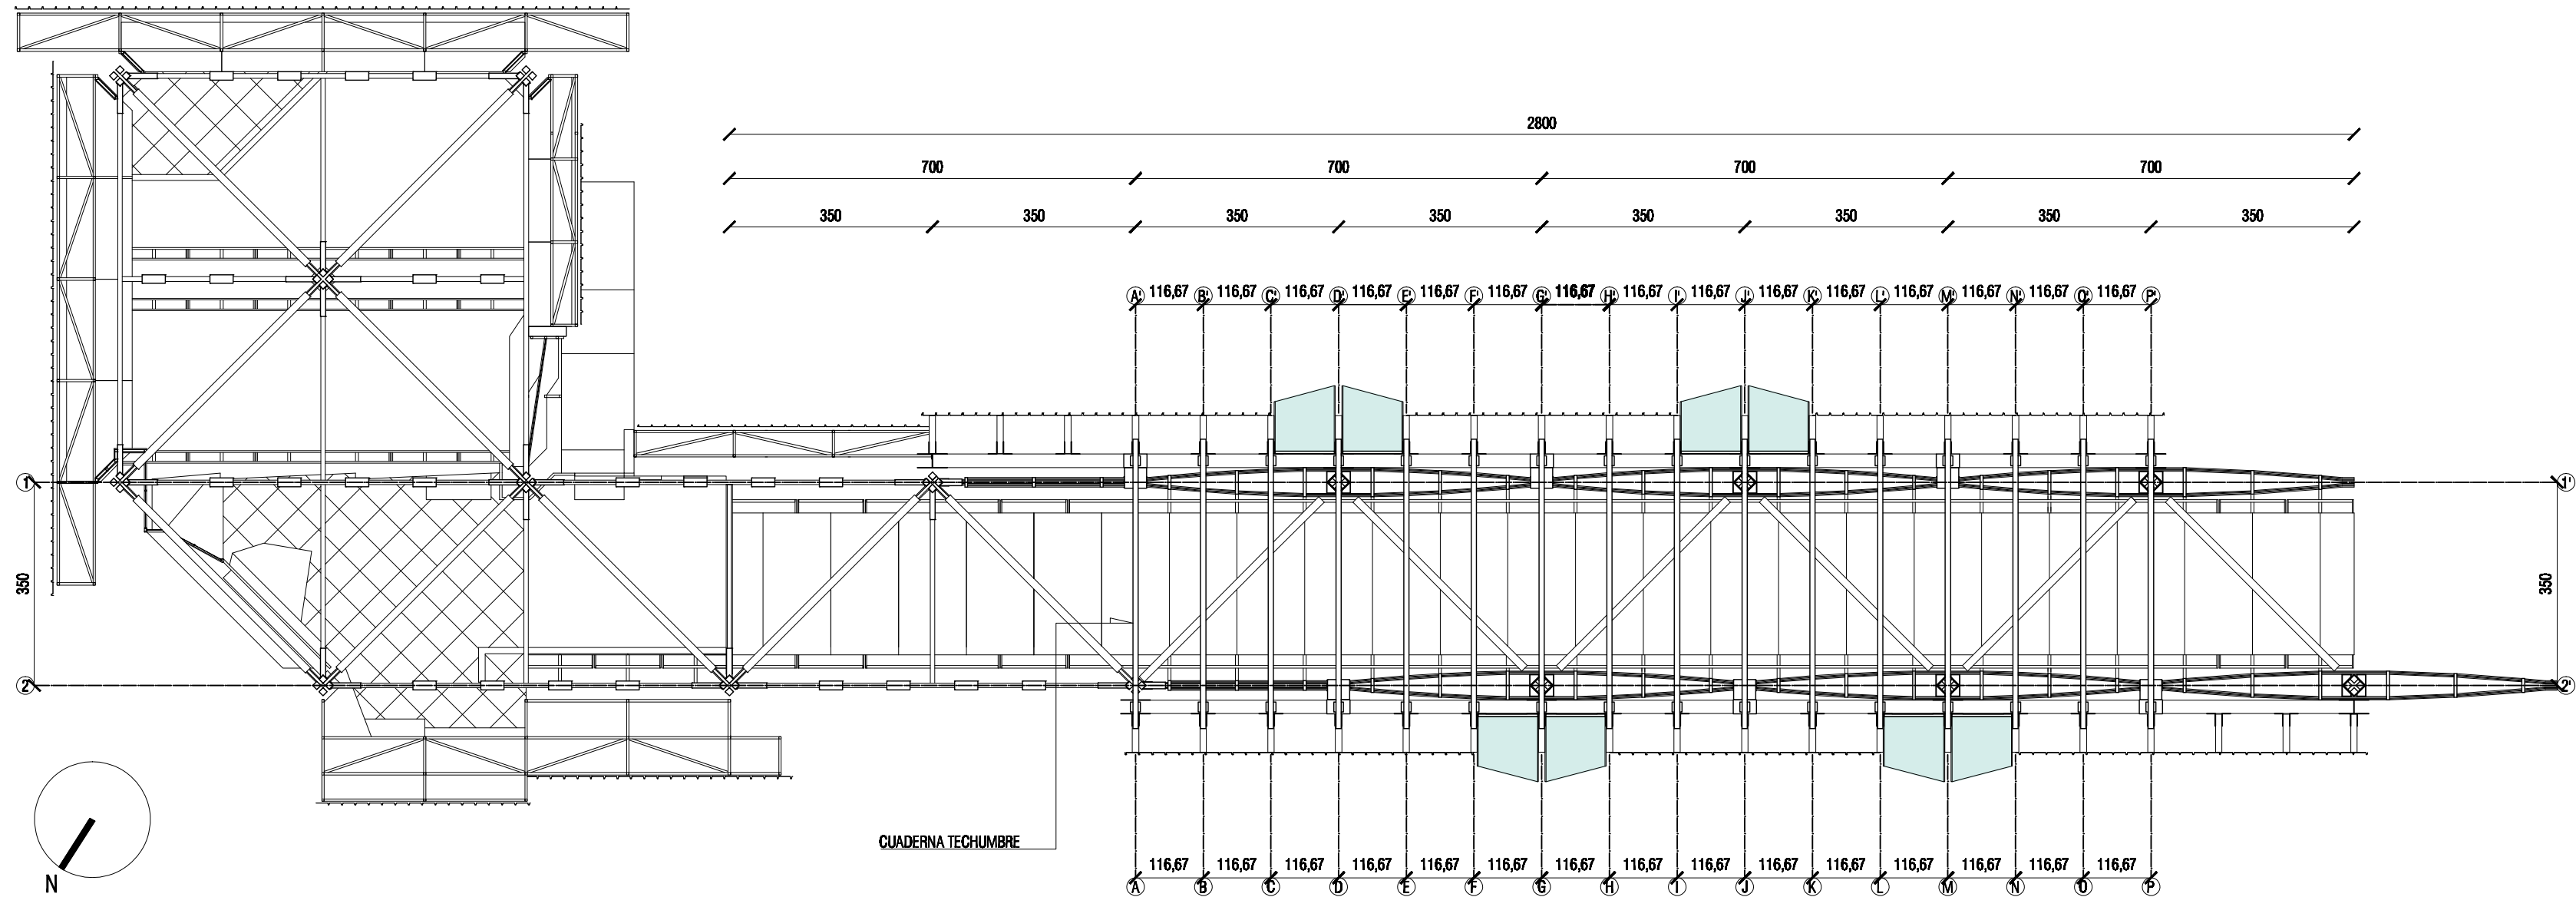 2800
700 700 700 700
350 350 350 350 350 350 350 350
A' 116,67 B' 116,67 C' 116,67 D' 116,67 E' 116,67 F' 116,67 G' 116,67 H' 116,67 I' 116,67 J' 116,67 K' 116,67 L' 116,67 M' 116,67 N' 116,67 O' 116,67 P'
1 1'
350 350
2 2'
CUADERNA TECHUMBRE
116,67 116,67 116,67 116,67 116,67 116,67 116,67 116,67 116,67 116,67 116,67 116,67 116,67 116,67 116,67
A B C D E F G H I J K L M N O P
N